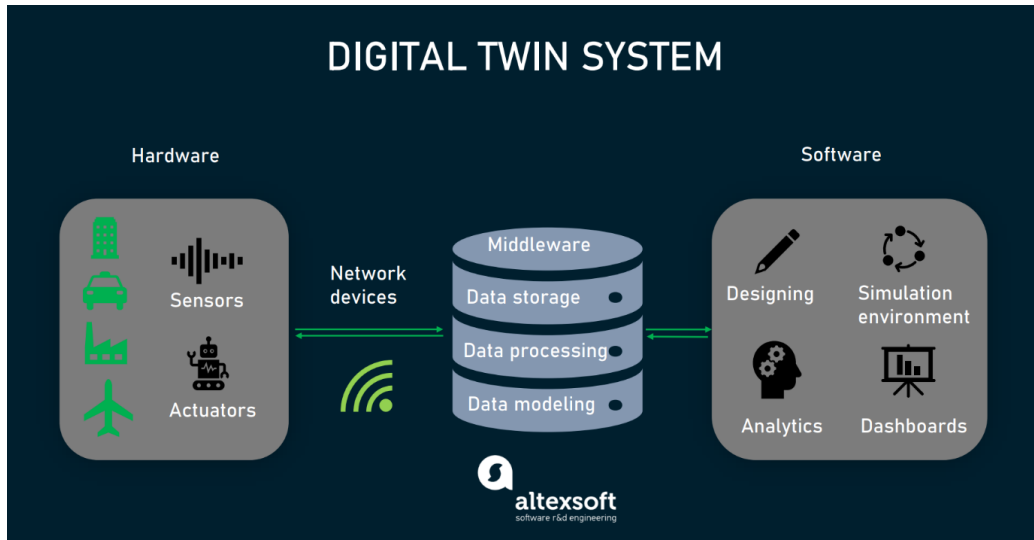 DIGITAL TWIN SYSTEM
Hardware
Software
Sensors
Actuators
Network
devices
Middleware
Data storage
Data processing
Data modeling
Designing
Simulation
environment
Analytics
Dashboards
altexsoft
software r&d engineering